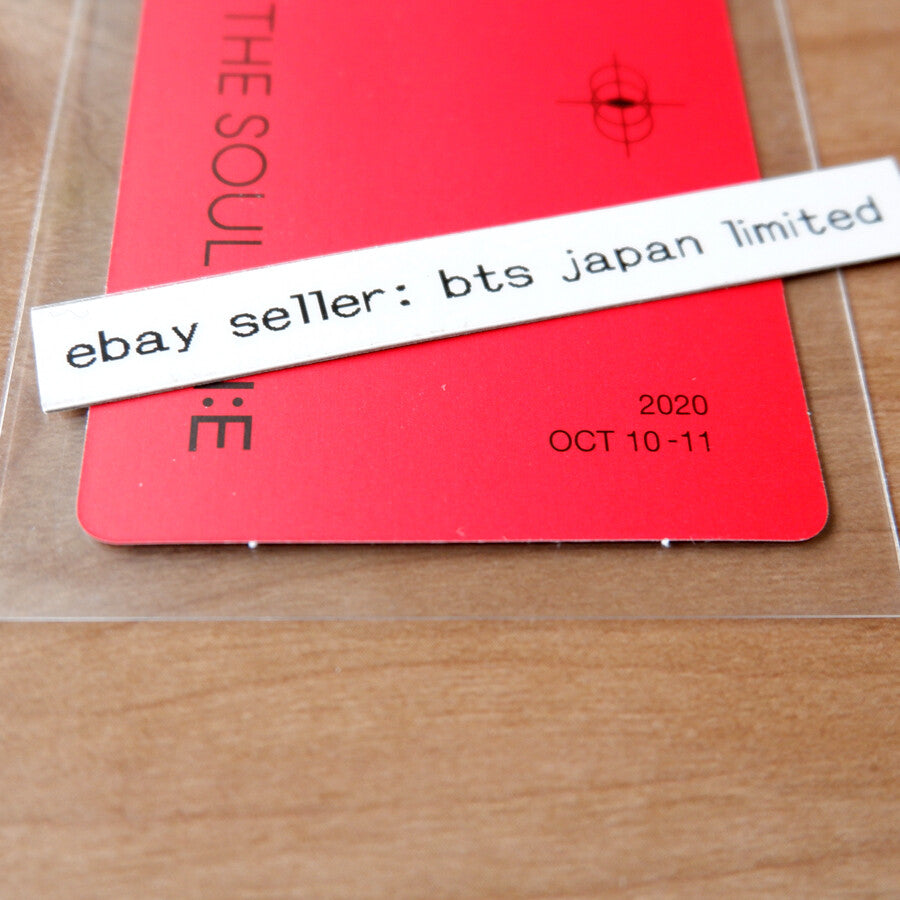 THE SOUL
N:E
ebay seller: bts japan limited
2020
OCT 10-11